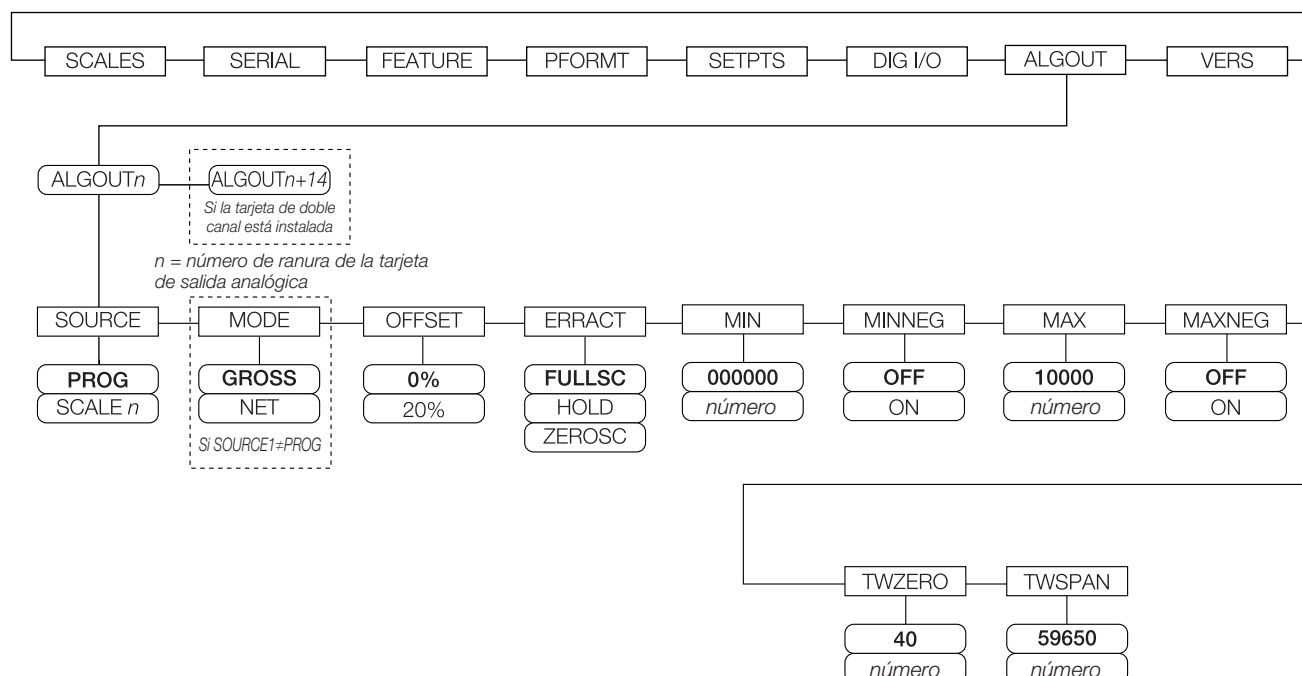 SCALES SERIAL FEATURE PFORMT SETPTS DIG I/O ALGOUT VERS
ALGOUTn ALGOUTn+14
Si la tarjeta de doble
canal está instalada
n = número de ranura de la tarjeta
de salida analógica
SOURCE MODE OFFSET ERRACT MIN MINNEG MAX MAXNEG
PROG GROSS 0% FULLSC 000000 OFF 10000 OFF
SCALE n NET 20% HOLD número ON número ON
Si SOURCE1≠PROG ZEROSC
TWZERO TWSPAN
40 59650
número número